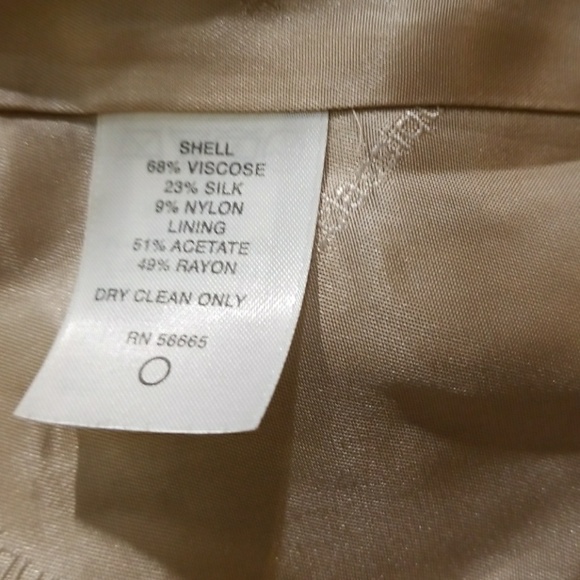 SHELL
68% VISCOSE
23% SILK
9% NYLON
LINING
51% ACETATE
49% RAYON
DRY CLEAN ONLY
RN 56665